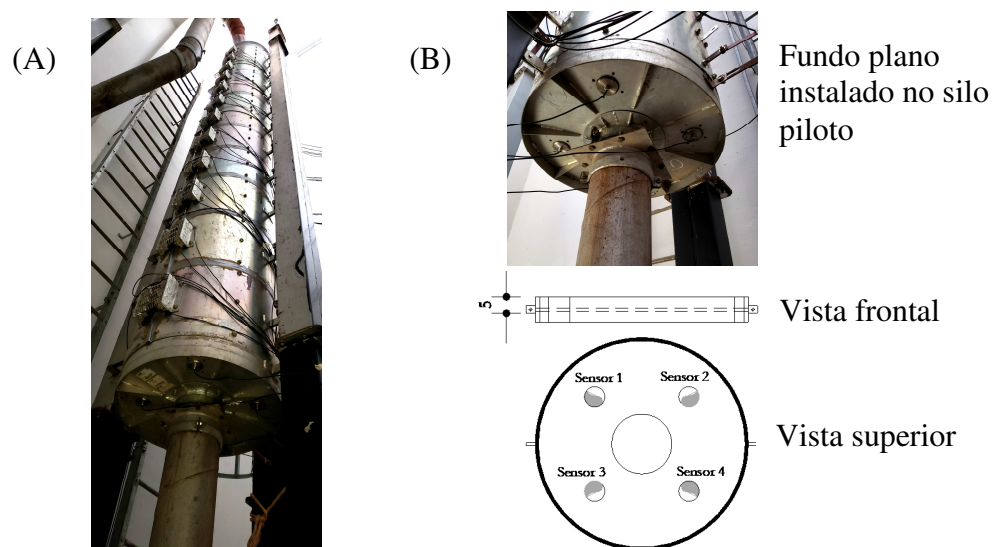 (A)
(B)
Fundo plano
instalado no silo
piloto
5
Vista frontal
Sensor 1
Sensor 2
Vista superior
Sensor 3
Sensor 4